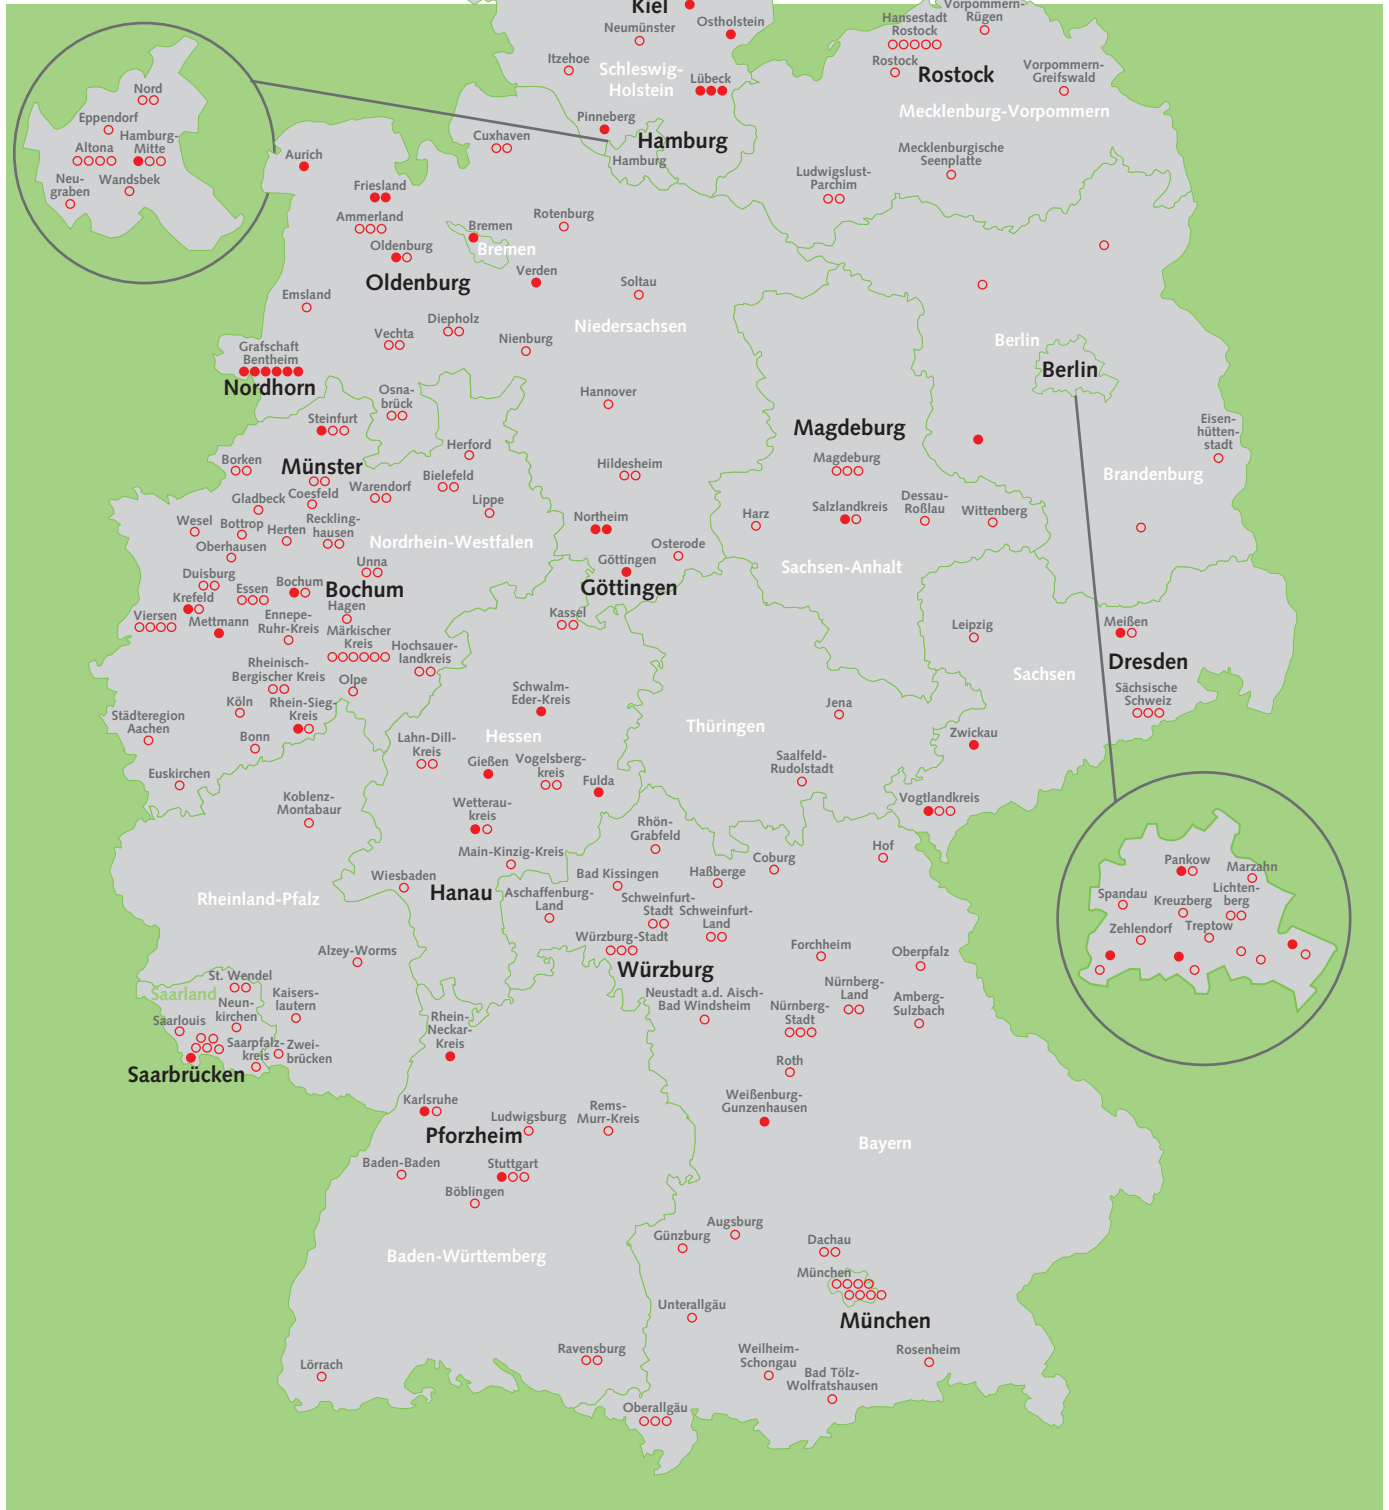 Kiel
Ostholstein
Neumünster
Itzehoe
Schleswig-
Holstein
Lübeck
Pinneberg
Hamburg
Hamburg
Cuxhaven
Vorpommern-
Rügen
Hansestadt
Rostock
Rostock
Rostock
Vorpommern-
Greifswald
Mecklenburg-Vorpommern
Mecklenburgische
Seenplatte
Ludwigslust-
Parchim
Nord
Eppendorf
Hamburg-
Mitte
Altona
Neu-
graben
Wandsbek
Aurich
Friesland
Ammerland
Oldenburg
Oldenburg
Bremen
Bremen
Rotenburg
Verden
Soltau
Emsland
Vechta
Diepholz
Nienburg
Niedersachsen
Grafschaft
Bentheim
Nordhorn
Osna-
brück
Hannover
Hildesheim
Northeim
Göttingen
Göttingen
Osterode
Berlin
Berlin
Brandenburg
Eisen-
hütten-
stadt
Magdeburg
Magdeburg
Salzlandkreis
Dessau-
Roßlau
Wittenberg
Harz
Sachsen-Anhalt
Steinfurt
Borken
Münster
Herford
Bielefeld
Warendorf
Coesfeld
Gladbeck
Lippe
Wesel
Bottrop
Herten
Reckling-
hausen
Oberhausen
Nordrhein-Westfalen
Unna
Duisburg
Essen
Bochum
Bochum
Krefeld
Viersen
Mettmann
Ennepe-
Ruhr-Kreis
Hagen
Märkischer
Kreis
Hochsauer-
landkreis
Rheinisch-
Bergischer Kreis
Olpe
Köln
Rhein-Sieg-
Kreis
Städteregion
Aachen
Bonn
Euskirchen
Kassel
Schwalm-
Eder-Kreis
Hessen
Lahn-Dill-
Kreis
Gießen
Vogelsberg-
kreis
Fulda
Wetterau-
kreis
Main-Kinzig-Kreis
Wiesbaden
Hanau
Leipzig
Sachsen
Meißen
Dresden
Sächsische
Schweiz
Zwickau
Vogtlandkreis
Thüringen
Jena
Saalfeld-
Rudolstadt
Koblenz-
Montabaur
Rheinland-Pfalz
Alzey-Worms
Kaisers-
lautern
Zwei-
brücken
Saarland
St. Wendel
Neun-
kirchen
Saarlouis
Saarpfalz-
kreis
Saarbrücken
Pankow
Marzahn
Spandau
Kreuzberg
Lichten-
berg
Zehlendorf
Treptow
Rhön-
Grabfeld
Coburg
Hof
Bad Kissingen
Haßberge
Aschaffenburg-
Land
Schweinfurt-
Stadt
Schweinfurt-
Land
Würzburg-Stadt
Würzburg
Forchheim
Oberpfalz
Neustadt a.d. Aisch-
Bad Windsheim
Nürnberg-
Land
Nürnberg-
Stadt
Amberg-
Sulzbach
Roth
Weißenburg-
Gunzenhausen
Bayern
Rhein-
Neckar-
Kreis
Karlsruhe
Pforzheim
Ludwigsburg
Rems-
Murr-Kreis
Baden-Baden
Stuttgart
Böblingen
Baden-Württemberg
Lörrach
Ravensburg
Günzburg
Augsburg
Dachau
München
München
Unterallgäu
Weilheim-
Schongau
Bad Tölz-
Wolfratshausen
Rosenheim
Oberallgäu